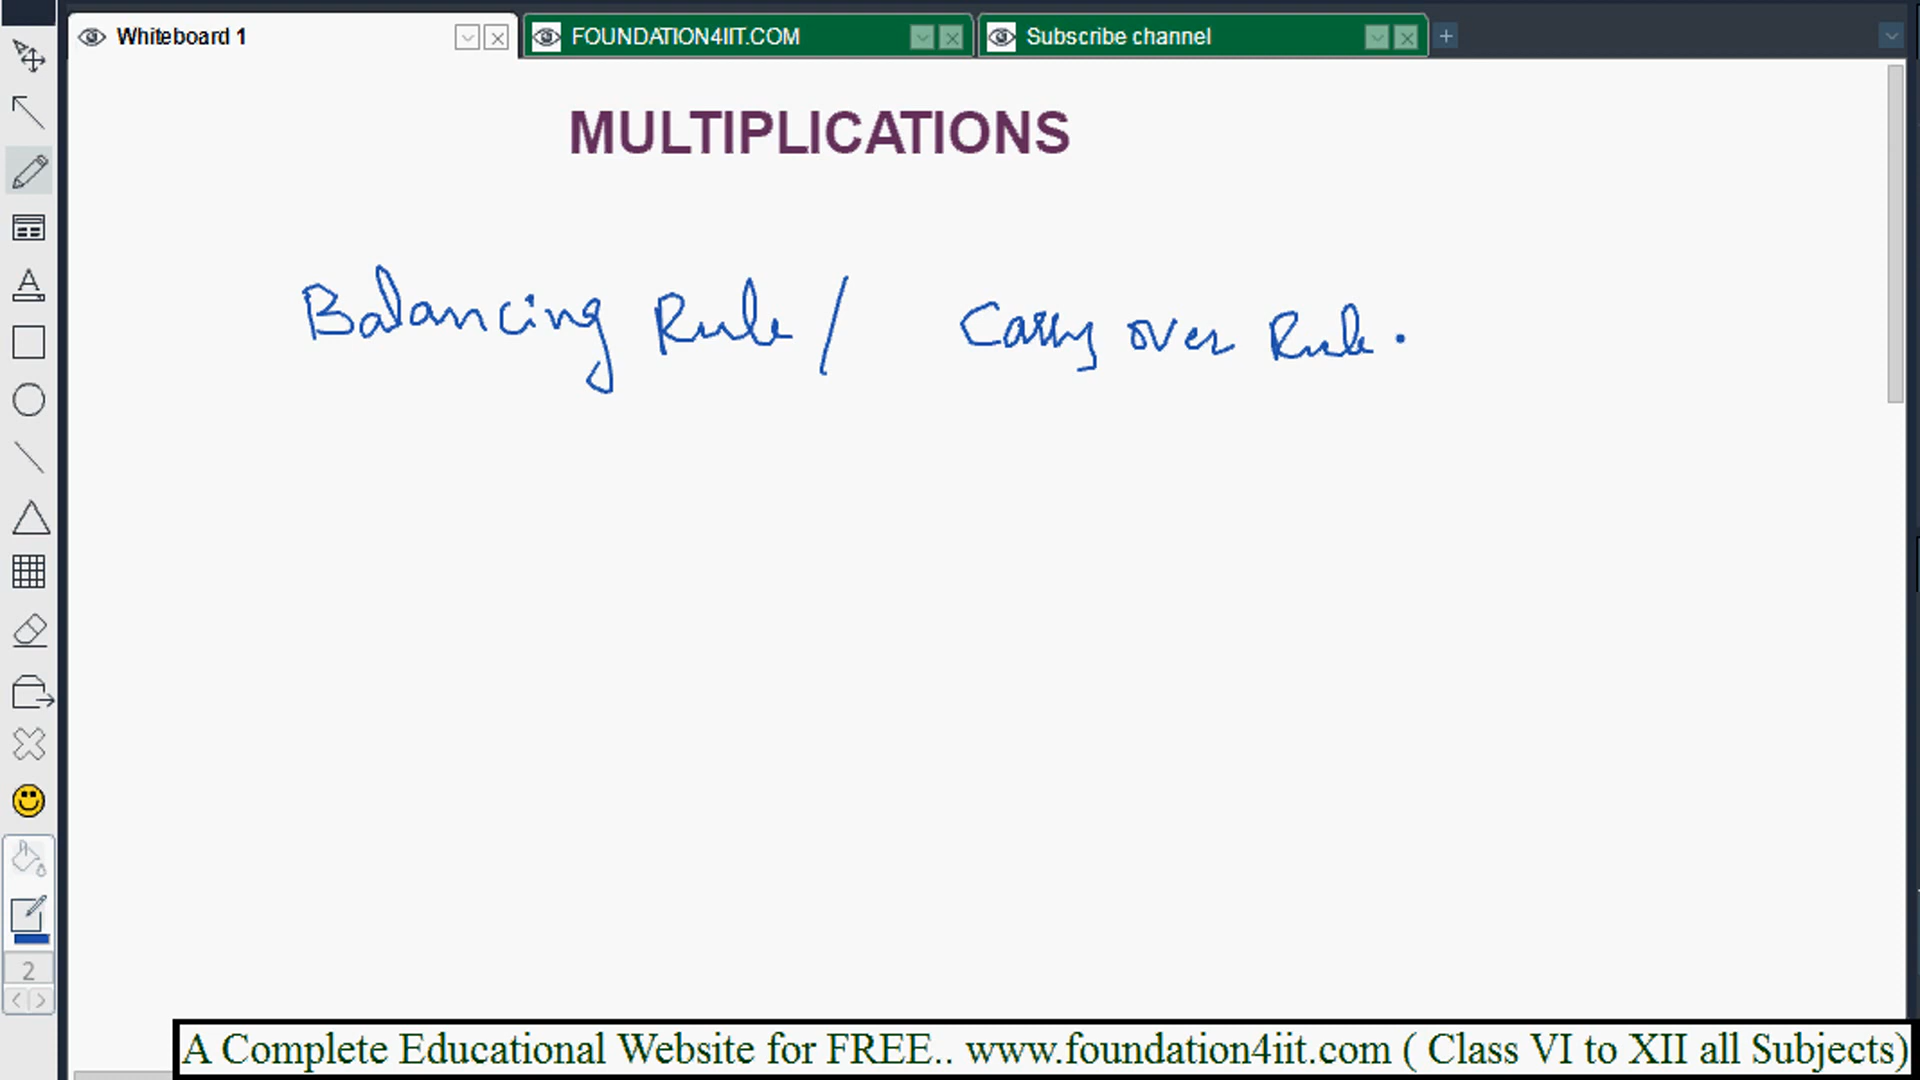 Whiteboard 1 FOUNDATION4IIT.COM Subscribe channel
MULTIPLICATIONS
Balancing Rule / Carry over Rule.
2
A Complete Educational Website for FREE.. www.foundation4iit.com ( Class VI to XII all Subjects)